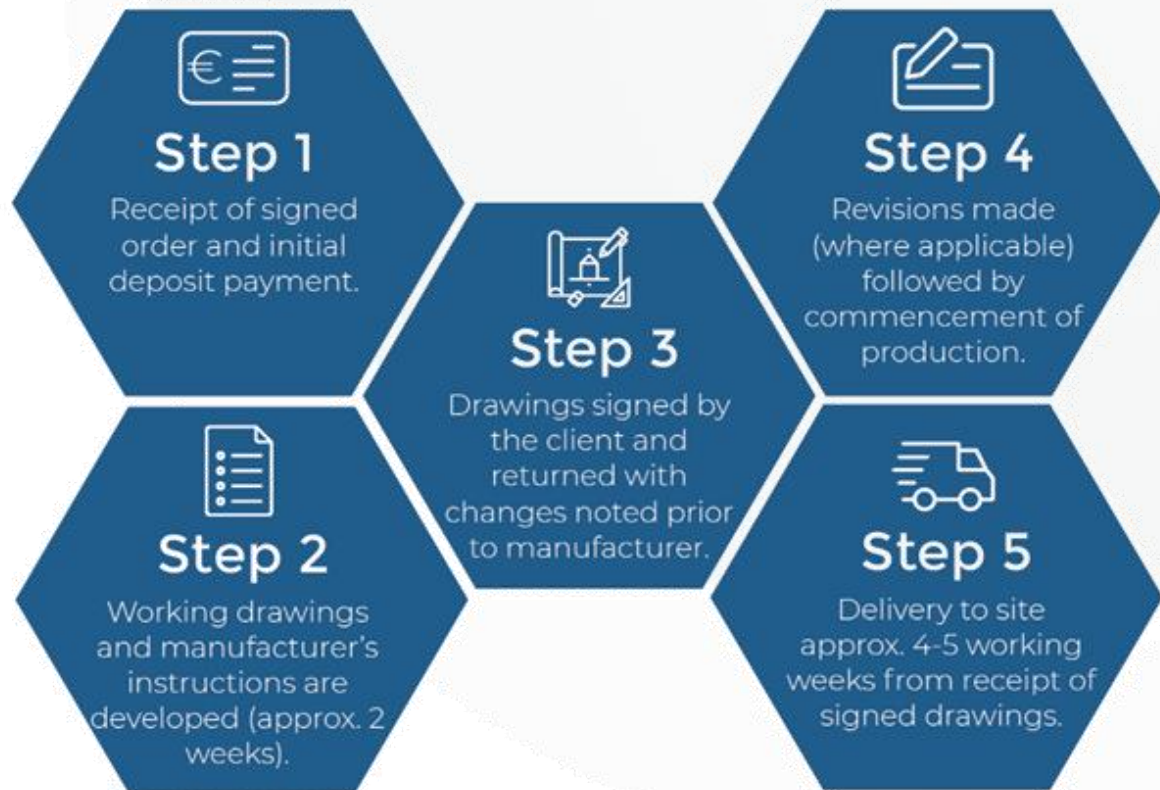 €
Step 1
Receipt of signed
order and initial
deposit payment.
Step 2
Working drawings
and manufacturer's
instructions are
developed (approx. 2
weeks).
Step 3
Drawings signed by
the client and
returned with
changes noted prior
to manufacturer.
Step 4
Revisions made
(where applicable)
followed by
commencement of
production.
Step 5
Delivery to site
approx. 4-5 working
weeks from receipt of
signed drawings.